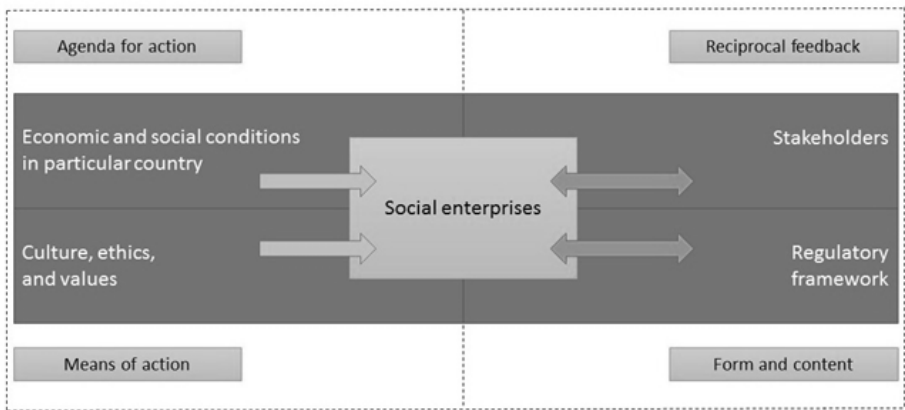 Agenda for action
Reciprocal feedback
Economic and social conditions
in particular country
Stakeholders
Social enterprises
Culture, ethics,
and values
Regulatory
framework
Means of action
Form and content